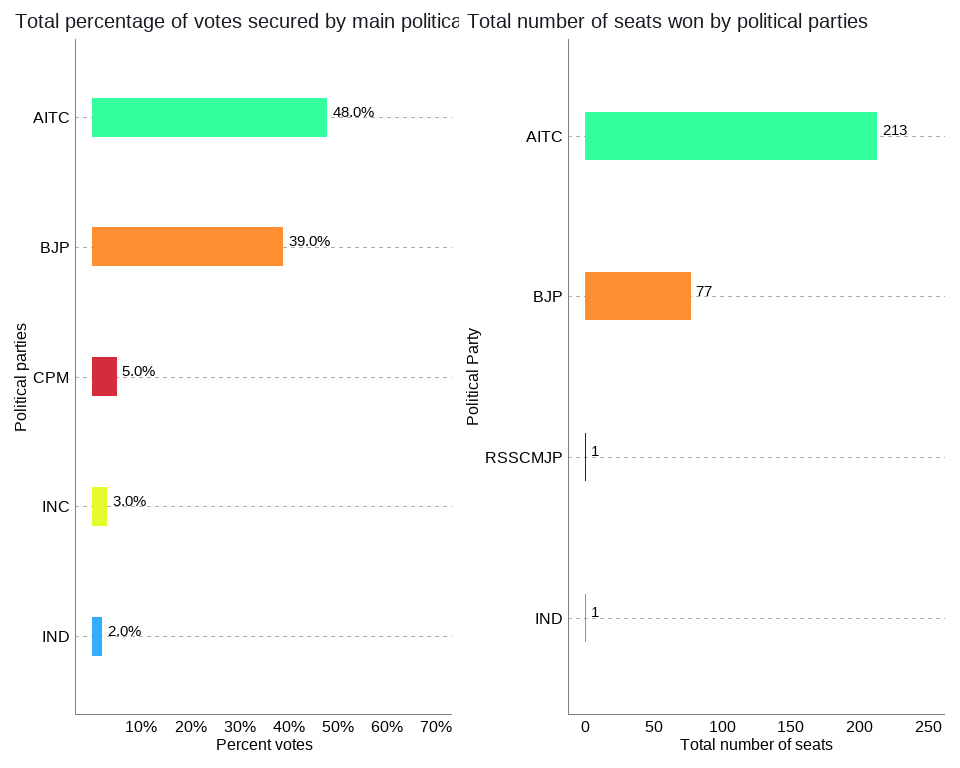 Total percentage of votes secured by main politica
AITC
48.0%
BJP
39.0%
CPM
5.0%
INC
3.0%
IND
2.0%
Political parties
10% 20% 30% 40% 50% 60% 70%
Percent votes
Total number of seats won by political parties
AITC
213
BJP
77
RSSCMJP
1
IND
1
Political Party
0 50 100 150 200 250
Total number of seats